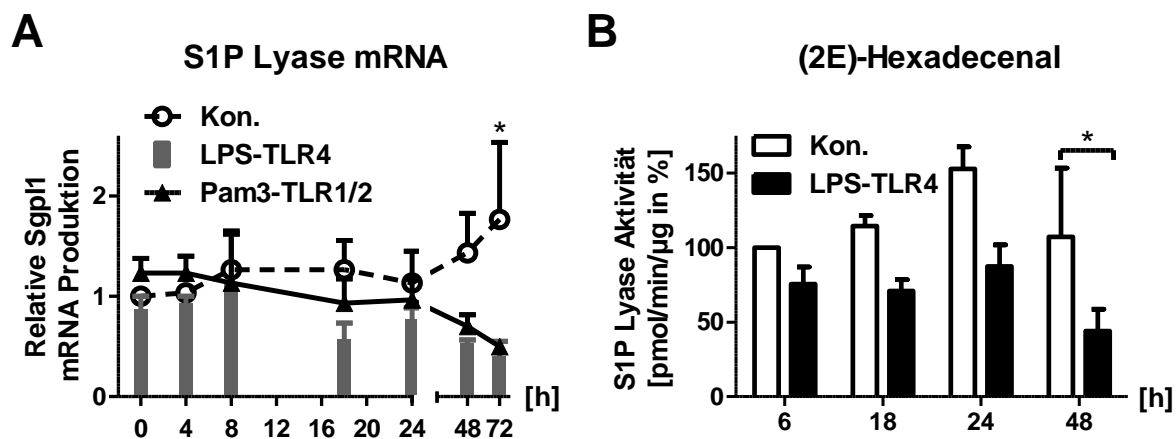 A
S1P Lyase mRNA
Kon.
LPS-TLR4
Pam3-TLR1/2
*
Relative Sgpl1
mRNA Produktion
2
1
0
0 4 8 12 16 20 24 48 72 [h]
B
(2E)-Hexadecenal
Kon.
LPS-TLR4
*
S1P Lyase Aktivität
[pmol/min/µg in %]
150
100
50
0
6 18 24 48 [h]